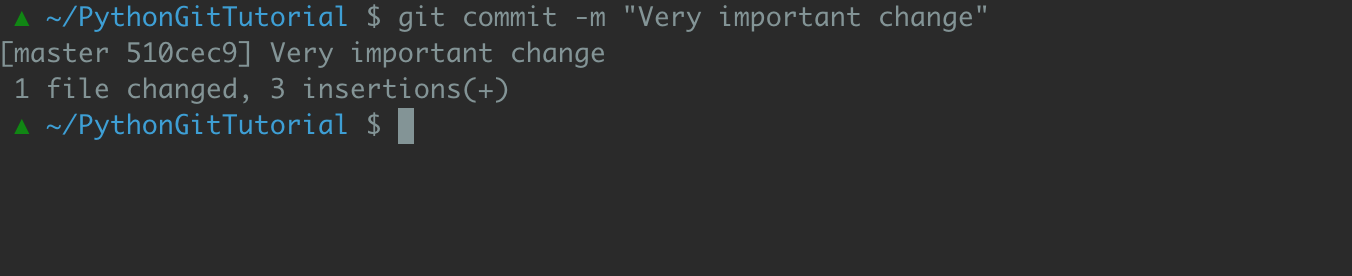 ▲ ~/PythonGitTutorial $ git commit -m "Very important change"
[master 510cec9] Very important change
1 file changed, 3 insertions(+)
▲ ~/PythonGitTutorial $